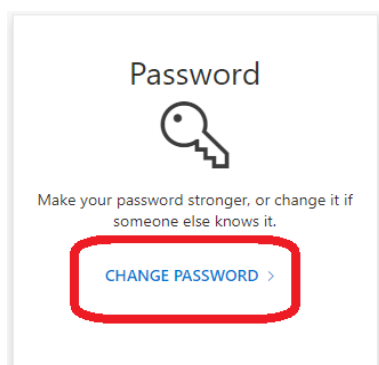 Password
Make your password stronger, or change it if
someone else knows it.
CHANGE PASSWORD >